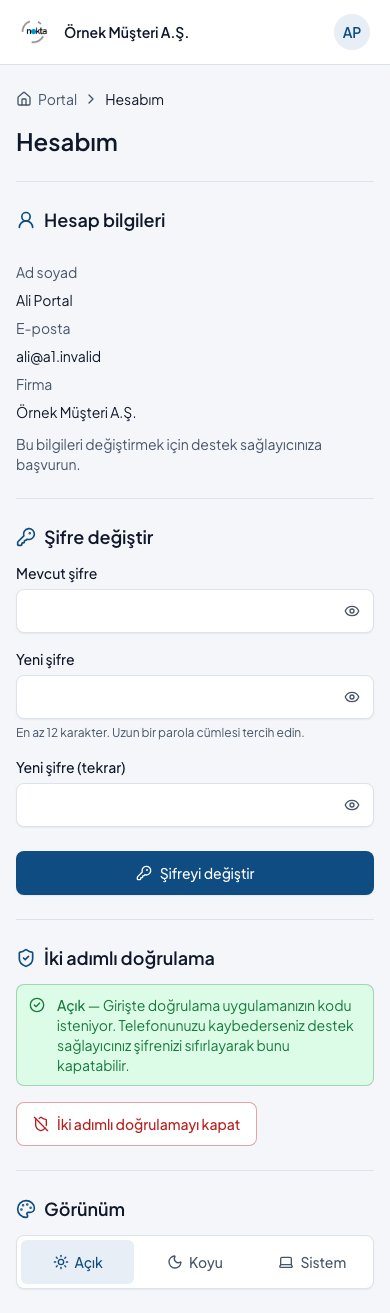 nokta
Örnek Müşteri A.Ş.
AP
Portal > Hesabım
Hesabım
Hesap bilgileri
Ad soyad
Ali Portal
E-posta
ali@a1.invalid
Firma
Örnek Müşteri A.Ş.
Bu bilgileri değiştirmek için destek sağlayıcınıza
başvurun.
Şifre değiştir
Mevcut şifre
Yeni şifre
En az 12 karakter. Uzun bir parola cümlesi tercih edin.
Yeni şifre (tekrar)
Şifreyi değiştir
İki adımlı doğrulama
Açık — Girişte doğrulama uygulamanızın kodu
isteniyor. Telefonunuzu kaybederseniz destek
sağlayıcınız şifrenizi sıfırlayarak bunu
kapatabilir.
İki adımlı doğrulamayı kapat
Görünüm
Açık Koyu Sistem